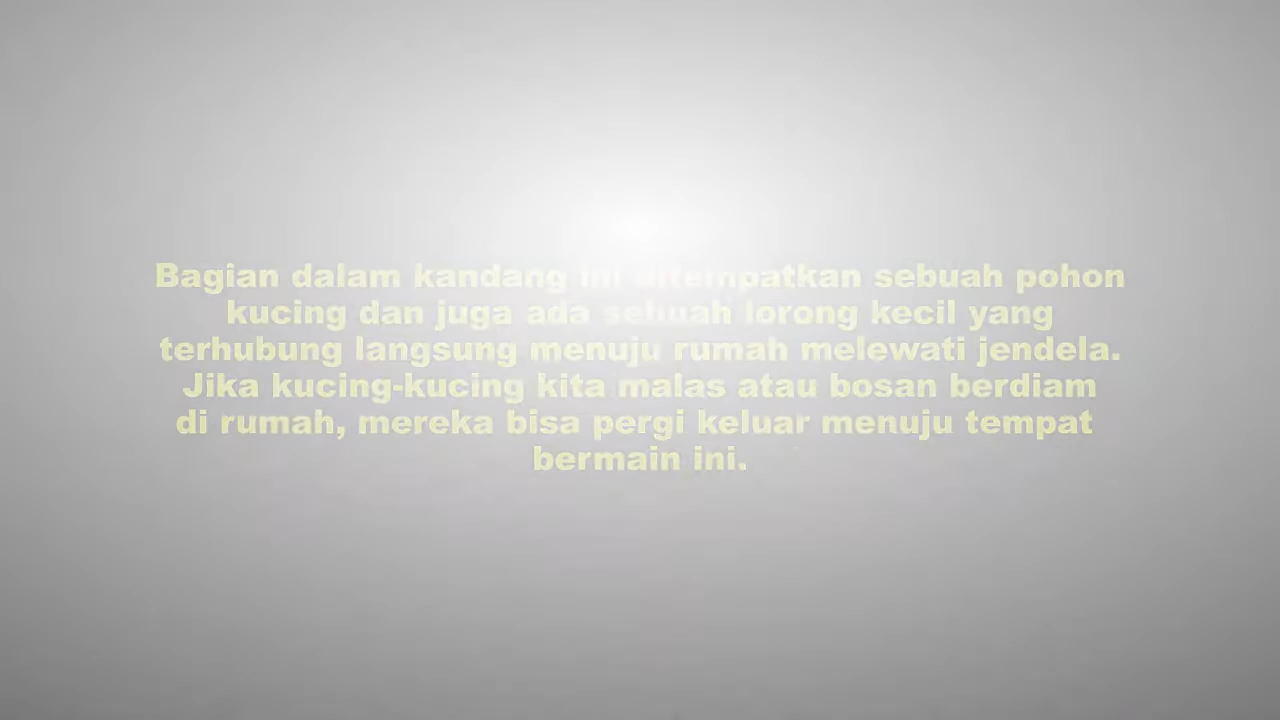 Bagian dalam kandang ini ditempatkan sebuah pohon
kucing dan juga ada sebuah lorong kecil yang
terhubung langsung menuju rumah melewati jendela.
Jika kucing-kucing kita malas atau bosan berdiam
di rumah, mereka bisa pergi keluar menuju tempat
bermain ini.